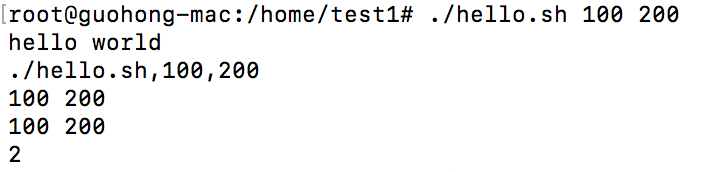 [root@guohong-mac:/home/test1# ./hello.sh 100 200
hello world
./hello.sh,100,200
100 200
100 200
2